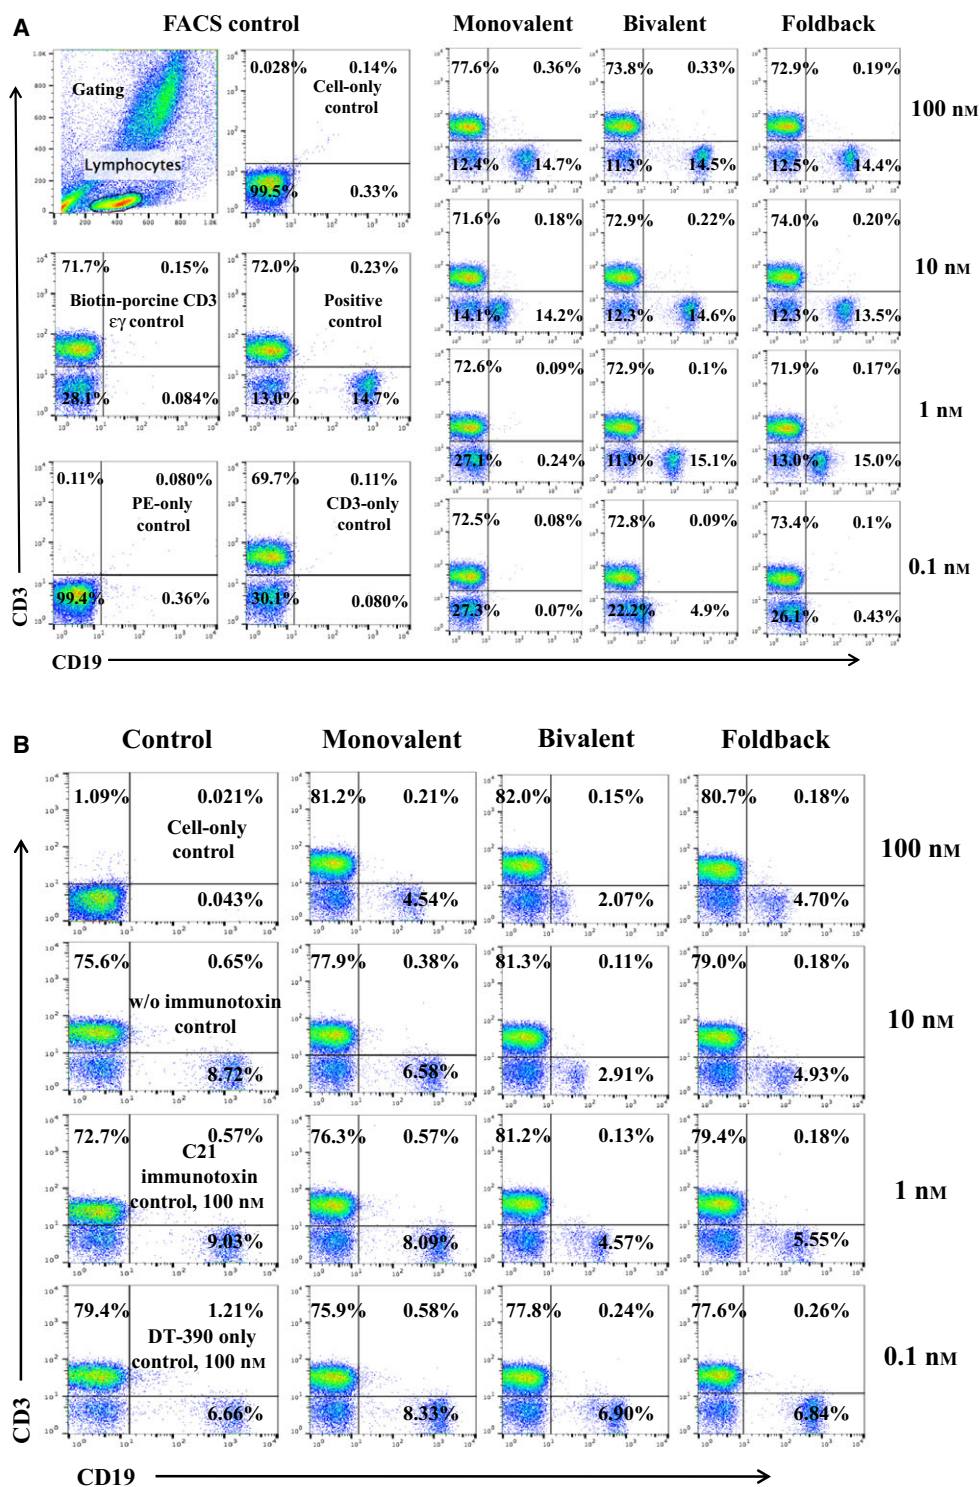 A
FACS control
Monovalent
Bivalent
Foldback
Gating
Lymphocytes
0.028% 0.14%
Cell-only
control
99.5% 0.33%
77.6% 0.36%
12.4% 14.7%
73.8% 0.33%
11.3% 14.5%
72.9% 0.19%
12.5% 14.4%
100 nM
71.7% 0.15%
Biotin-porcine CD3
εγ control
28.1% 0.084%
72.0% 0.23%
Positive
control
13.0% 14.7%
71.6% 0.18%
14.1% 14.2%
72.9% 0.22%
12.3% 14.6%
74.0% 0.20%
12.3% 13.5%
10 nM
72.6% 0.09%
27.1% 0.24%
72.9% 0.1%
11.9% 15.1%
71.9% 0.17%
13.0% 15.0%
1 nM
0.11% 0.080%
PE-only
control
99.4% 0.36%
69.7% 0.11%
CD3-only
control
30.1% 0.080%
72.5% 0.08%
27.3% 0.07%
72.8% 0.09%
22.2% 4.9%
73.4% 0.1%
26.1% 0.43%
0.1 nM
CD3
CD19
B
Control
Monovalent
Bivalent
Foldback
1.09% 0.021%
Cell-only
control
0.043%
81.2% 0.21%
4.54%
82.0% 0.15%
2.07%
80.7% 0.18%
4.70%
100 nM
75.6% 0.65%
w/o immunotoxin
control
8.72%
77.9% 0.38%
6.58%
81.3% 0.11%
2.91%
79.0% 0.18%
4.93%
10 nM
72.7% 0.57%
C21
immunotoxin
control, 100 nM
9.03%
76.3% 0.57%
8.09%
81.2% 0.13%
4.57%
79.4% 0.18%
5.55%
1 nM
79.4% 1.21%
DT-390 only
control, 100 nM
6.66%
75.9% 0.58%
8.33%
77.8% 0.24%
6.90%
77.6% 0.26%
6.84%
0.1 nM
CD3
CD19